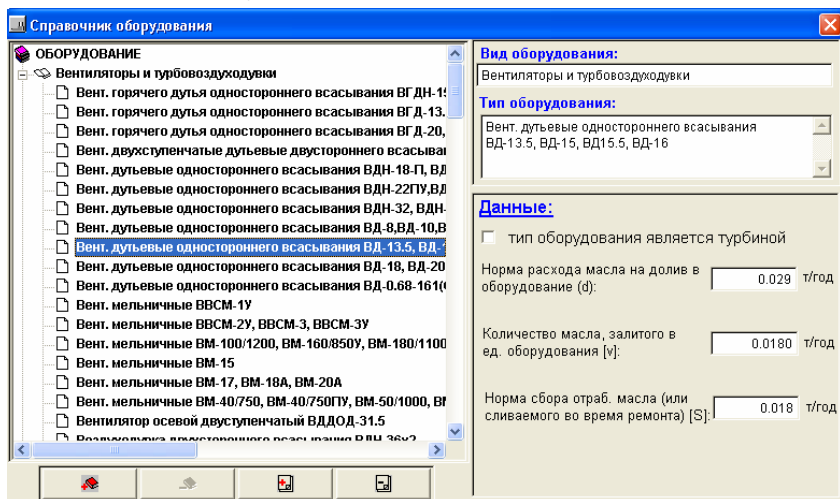 Справочник оборудования
ОБОРУДОВАНИЕ
Вентиляторы и турбовоздуходувки
Вент. горячего дутья одностороннего всасывания ВГДН-1
Вент. горячего дутья одностороннего всасывания ВГД-13.
Вент. горячего дутья одностороннего всасывания ВГД-20,
Вент. двухступенчатые дутьевые двустороннего всасыва
Вент. дутьевые одностороннего всасывания ВДН-18-П, ВД
Вент. дутьевые одностороннего всасывания ВДН-22ПУ,ВД
Вент. дутьевые одностороннего всасывания ВДН-32, ВДН-
Вент. дутьевые одностороннего всасывания ВД-8,ВД-10,В
Вент. дутьевые одностороннего всасывания ВД-13.5, ВД-
Вент. дутьевые одностороннего всасывания ВД-18, ВД-20
Вент. дутьевые одностороннего всасывания ВД-0.68-161(
Вент. мельничные ВВСМ-1У
Вент. мельничные ВВСМ-2У, ВВСМ-3, ВВСМ-3У
Вент. мельничные ВМ-100/1200, ВМ-160/850У, ВМ-180/1100
Вент. мельничные ВМ-15
Вент. мельничные ВМ-17, ВМ-18А, ВМ-20А
Вент. мельничные ВМ-40/750, ВМ-40/750ПУ, ВМ-50/1000, ВМ
Вентилятор осевой двуступенчатый ВДДОД-31.5
Воздуходувка двухстороннего всасывания ВДН-36х2
Вид оборудования:
Вентиляторы и турбовоздуходувки
Тип оборудования:
Вент. дутьевые одностороннего всасывания
ВД-13.5, ВД-15, ВД15.5, ВД-16
Данные:
тип оборудования является турбиной
Норма расхода масла на долив в
оборудование (d):
0.029 т/год
Количество масла, залитого в
ед. оборудования [v]:
0.0180 т/год
Норма сбора отраб. масла (или
сливаемого во время ремонта) [S]:
0.018 т/год